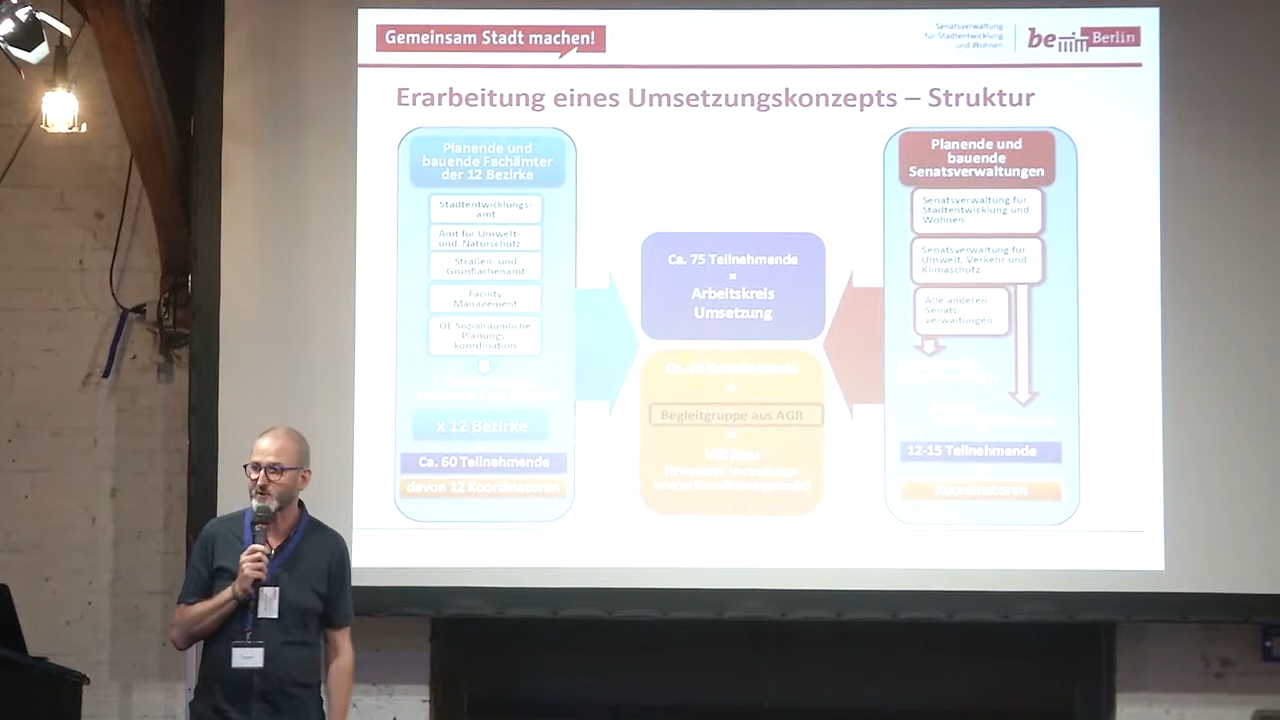 Gemeinsam Stadt machen!
Senatsverwaltung
für Stadtentwicklung
und Wohnen
be Berlin
Erarbeitung eines Umsetzungskonzepts – Struktur
Planende und
bauende Fachämter
der 12 Bezirke
Stadtentwicklungs-
amt
Amt für Umwelt-
und Naturschutz
Straßen- und
Grünflächenamt
Facility
Management
OE Sozialräumliche
Planungs-
koordination
x 12 Bezirke
Ca. 60 Teilnehmende
davon 12 Koordinatoren
Ca. 75 Teilnehmende
=
Arbeitskreis
Umsetzung
Begleitgruppe aus AGR
Planende und
bauende
Senatsverwaltungen
Senatsverwaltung für
Stadtentwicklung und
Wohnen
Senatsverwaltung für
Umwelt, Verkehr und
Klimaschutz
Alle anderen
Senats
verwaltungen
12-15 Teilnehmende
Koordinatoren